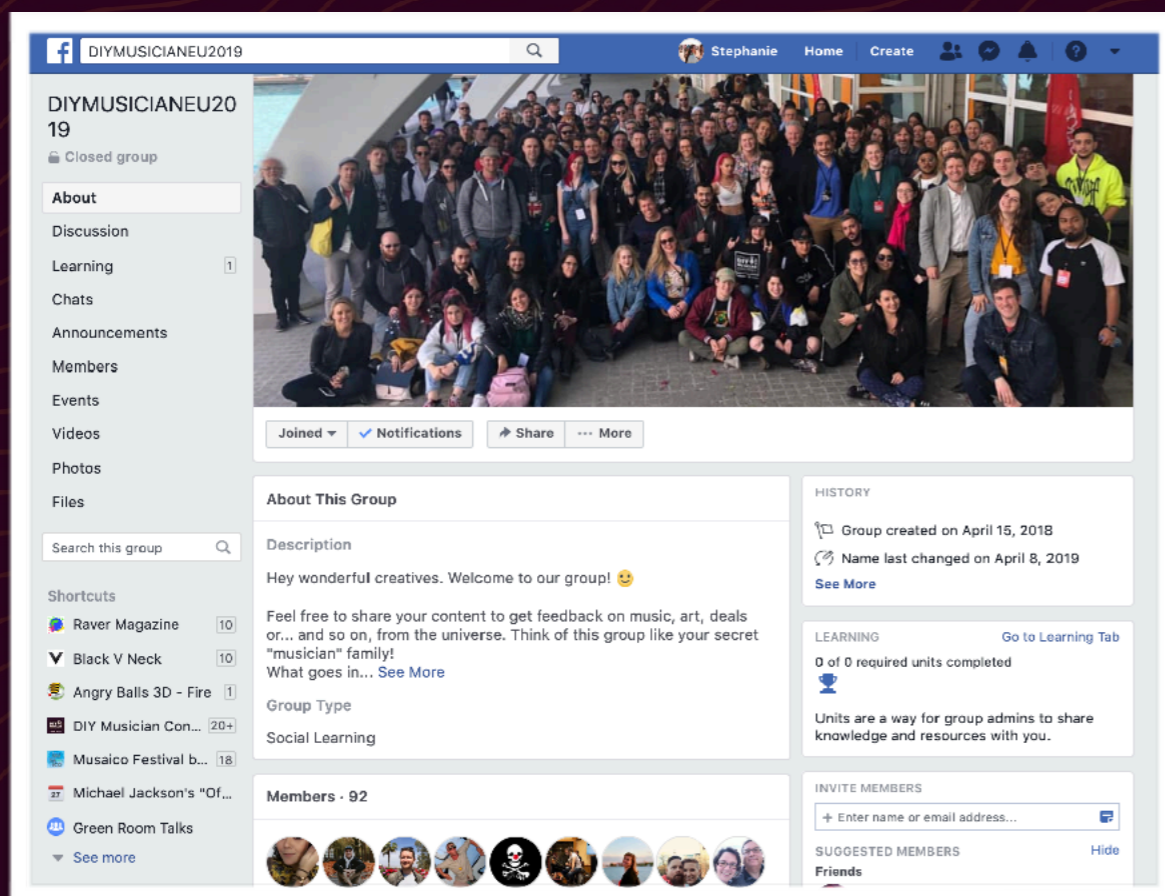 DIYMUSICIANEU2019
Stephanie
Home
Create
DIYMUSICIANEU20
19
Closed group
About
Discussion
Learning 1
Chats
Announcements
Members
Events
Videos
Photos
Files
Search this group
Shortcuts
Raver Magazine 10
Black V Neck 10
Angry Balls 3D - Fire 1
DIY Musician Con... 20+
Musaico Festival b... 18
Michael Jackson's "Of...
Green Room Talks
See more
Joined
Notifications
Share
More
About This Group
Description
Hey wonderful creatives. Welcome to our group! 🙂
Feel free to share your content to get feedback on music, art, deals
or... and so on, from the universe. Think of this group like your secret
"musician" family!
What goes in... See More
Group Type
Social Learning
Members · 92
HISTORY
Group created on April 15, 2018
Name last changed on April 8, 2019
See More
LEARNING
Go to Learning Tab
0 of 0 required units completed
Units are a way for group admins to share
knowledge and resources with you.
INVITE MEMBERS
+ Enter name or email address...
SUGGESTED MEMBERS
Hide
Friends